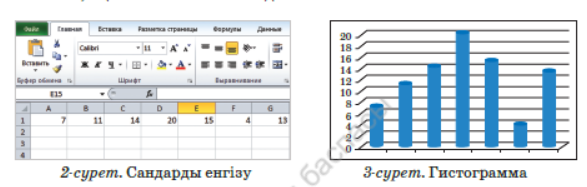 Файл Главная Вставка Разметка страницы Формулы Данные
Вставить
Calibri 11 A A
Ж К Ч
Буфер обмена Шрифт Выравнивание
E15 fx
A B C D E F G
1 7 11 14 20 15 4 13
2
3
4
2-сурет. Сандарды енгізу
20
18
16
14
12
10
8
6
4
2
0
3-сурет. Гистограмма
баспасы